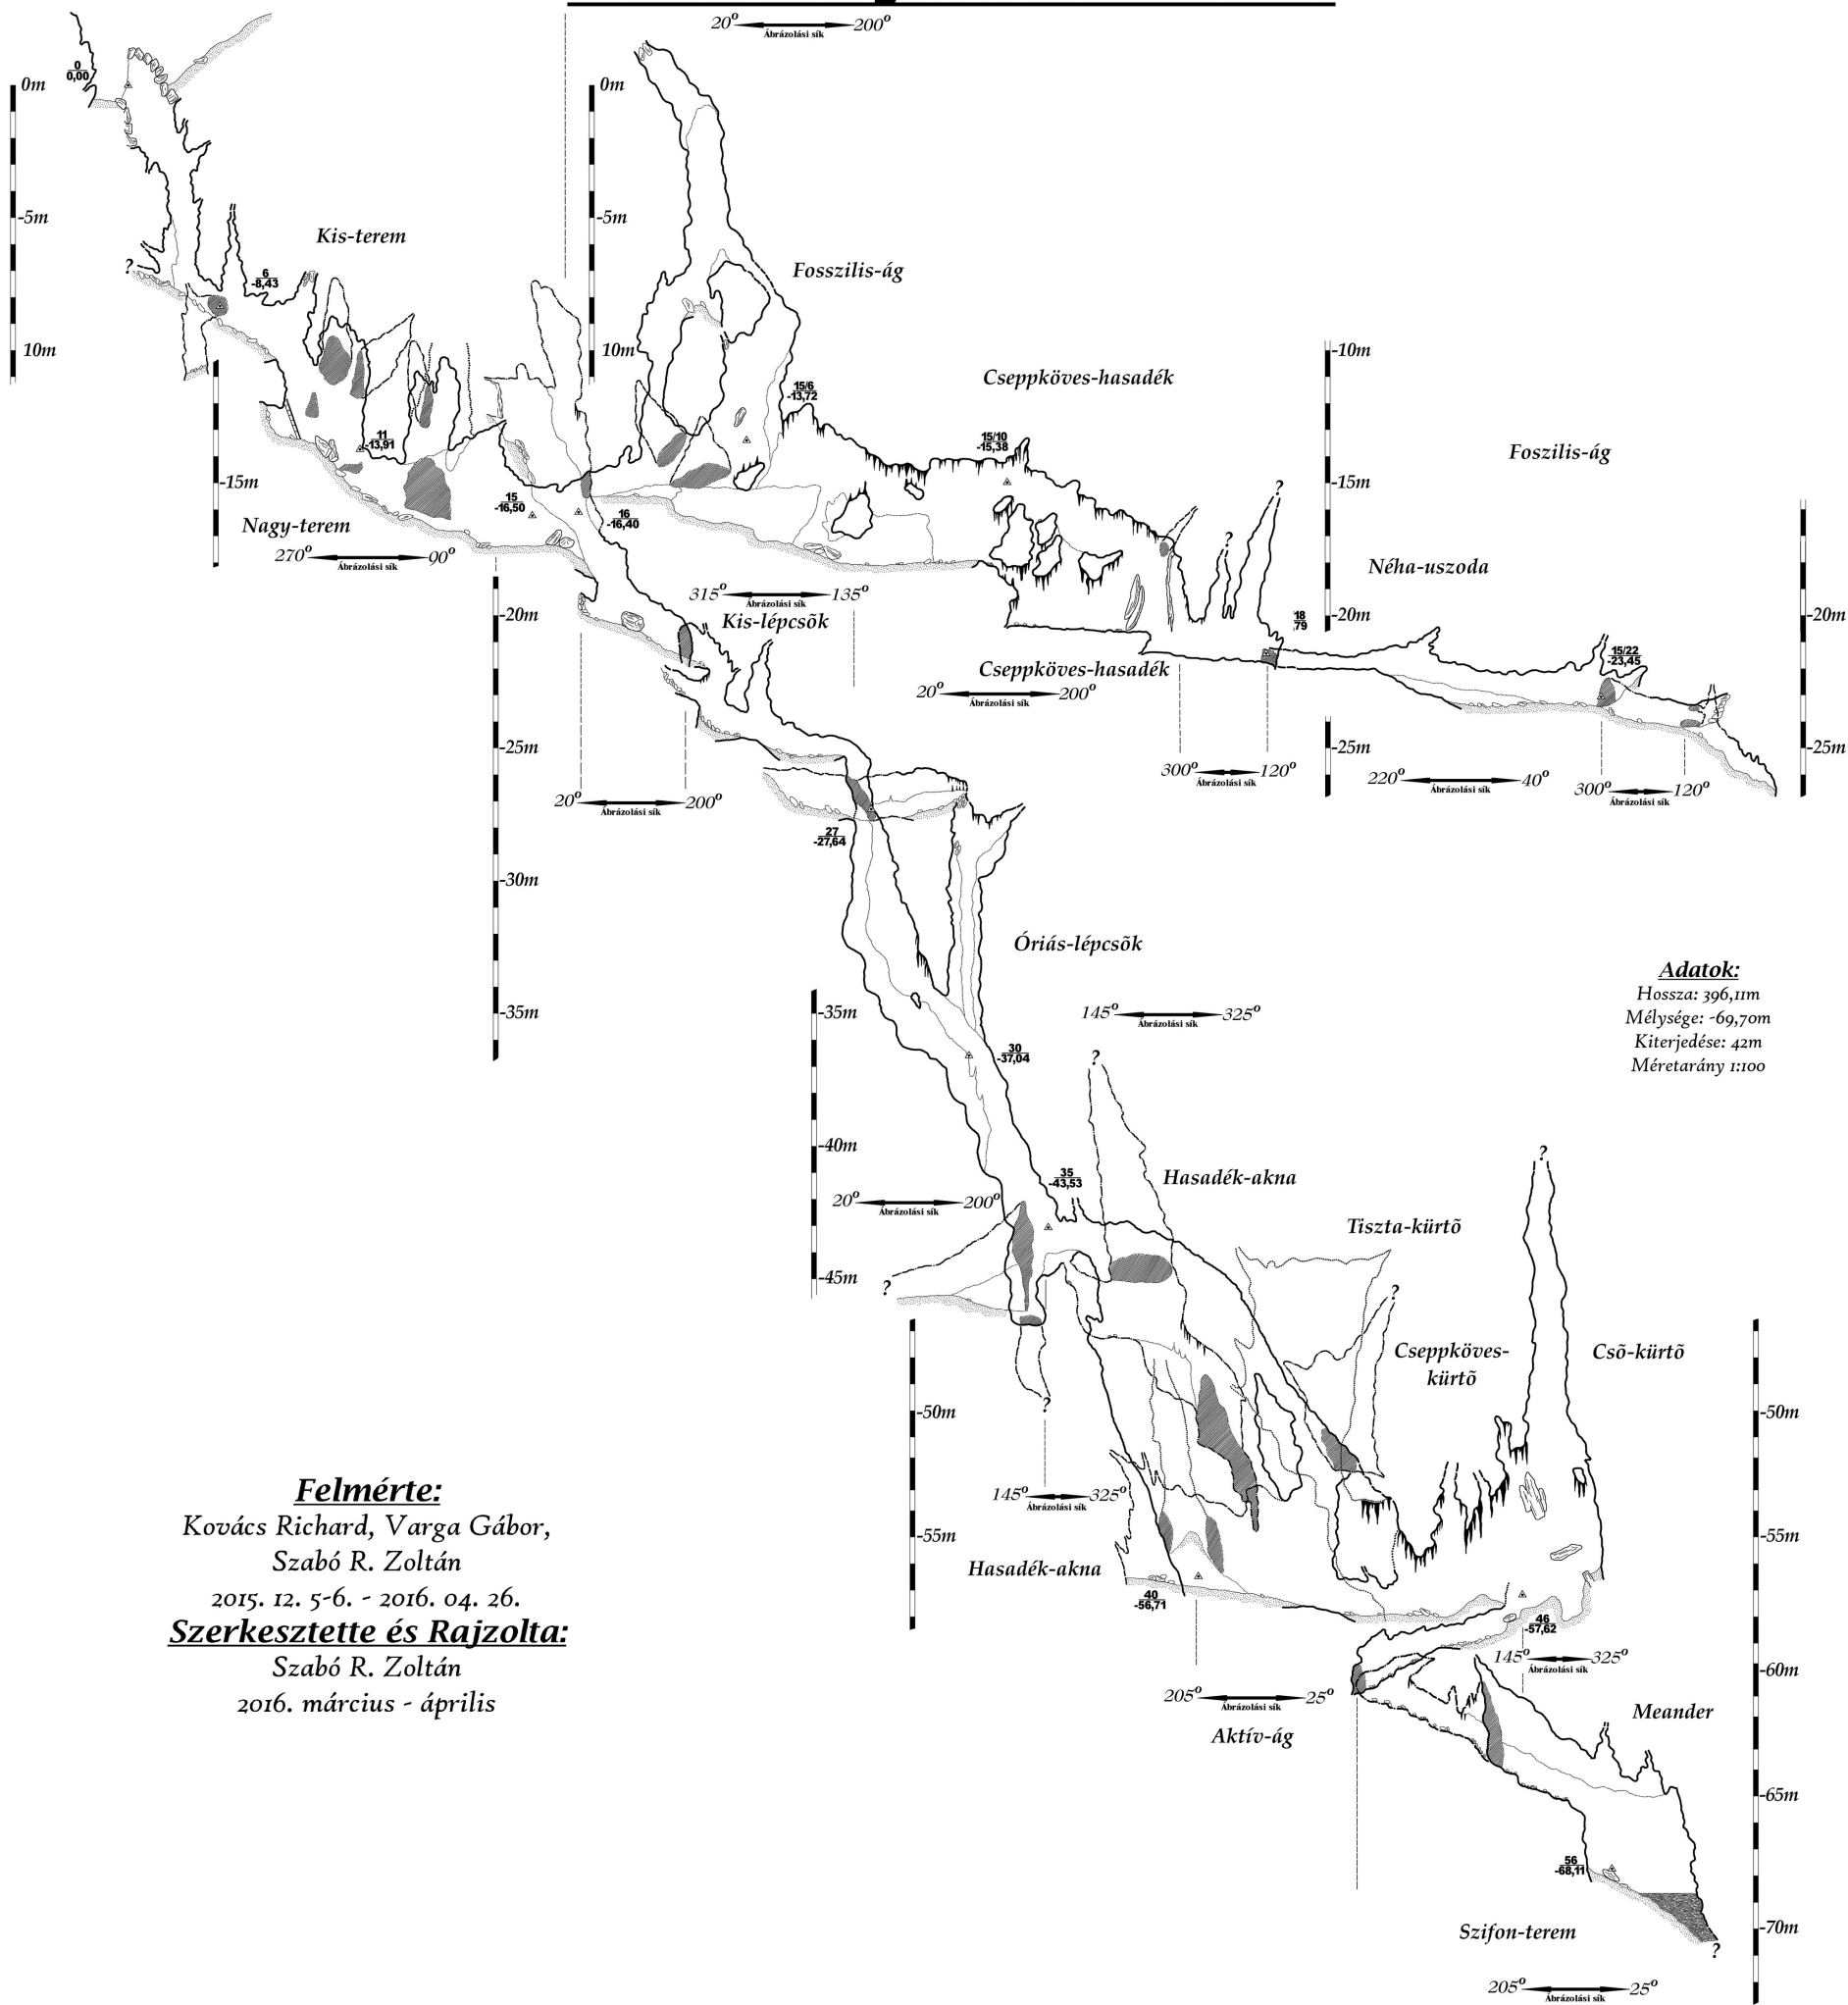 20° 200°
Ábrázolási sík
0
0,00
0m
0m
-5m
-5m
Kis-terem
?
6
-8,43
Fosszilis-ág
10m
10m
-10m
Cseppköves-hasadék
15/6
-13,72
11
-13,91
15/10
-15,38
Foszilis-ág
-15m
-15m
?
15
-16,50
16
-16,40
Nagy-terem
270° 90°
Ábrázolási sík
?
Néha-uszoda
315° 135°
Ábrázolási sík
Kis-lépcsõk
-20m
18
,79
-20m
-20m
15/22
-23,45
Cseppköves-hasadék
20° 200°
Ábrázolási sík
-25m
-25m
-25m
300° 120°
Ábrázolási sík
220° 40°
Ábrázolási sík
300° 120°
Ábrázolási sík
20° 200°
Ábrázolási sík
27
-27,64
-30m
Óriás-lépcsõk
Adatok:
Hossza: 396,11m
Mélysége: -69,70m
Kiterjedése: 42m
Méretarány 1:100
-35m
-35m
145° 325°
Ábrázolási sík
30
-37,04
?
-40m
?
35
-43,53
Hasadék-akna
20° 200°
Ábrázolási sík
Tiszta-kürtõ
-45m
?
?
Cseppköves-
kürtõ
Csõ-kürtõ
?
-50m
-50m
145° 325°
Ábrázolási sík
Felmérte:
Kovács Richard, Varga Gábor,
Szabó R. Zoltán
2015. 12. 5-6. - 2016. 04. 26.
Szerkesztette és Rajzolta:
Szabó R. Zoltán
2016. március - április
-55m
-55m
Hasadék-akna
40
-56,71
46
-57,62
145° 325°
Ábrázolási sík
-60m
205° 25°
Ábrázolási sík
Aktív-ág
Meander
-65m
56
-68,11
Szifon-terem
-70m
?
205° 25°
Ábrázolási sík